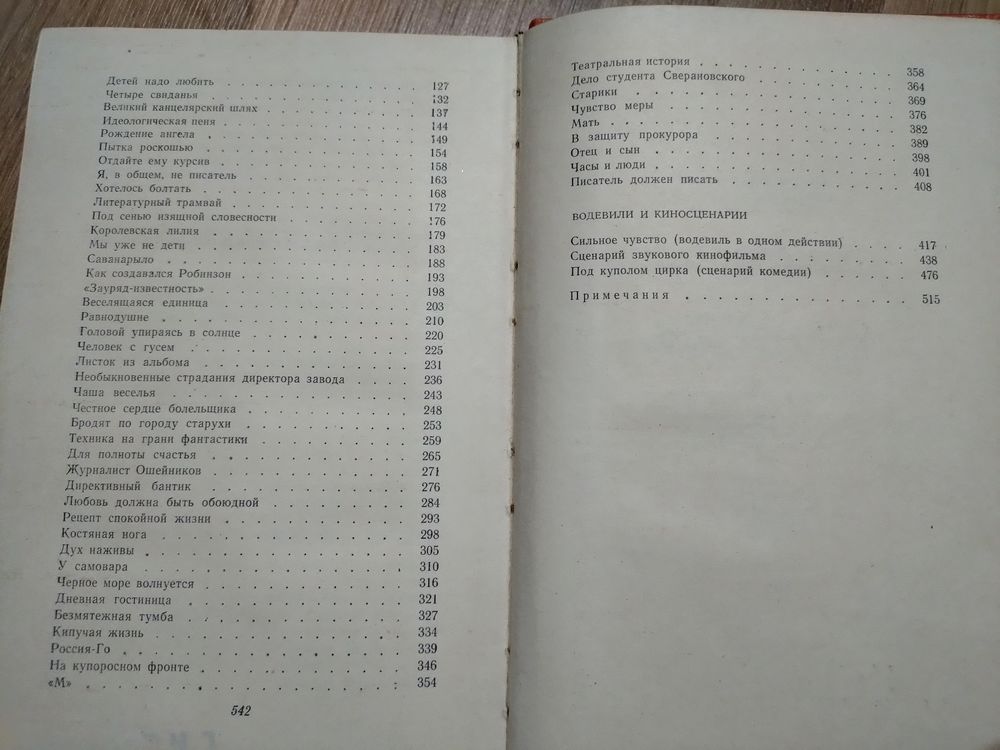 Детей надо любить . . . . . . . . . . . 127
Четыре свиданья . . . . . . . . . . . 132
Великий канцелярский шлях . . . . . . . . . . . 137
Идеологическая пеня . . . . . . . . . . . 144
Рождение ангела . . . . . . . . . . . 149
Пытка роскошью . . . . . . . . . . . 154
Отдайте ему курсив . . . . . . . . . . . 158
Я, в общем, не писатель . . . . . . . . . . . 163
Хотелось болтать . . . . . . . . . . . 168
Литературный трамвай . . . . . . . . . . . 172
Под сенью изящной словесности . . . . . . . . . . . 176
Королевская лилия . . . . . . . . . . . 179
Мы уже не дети . . . . . . . . . . . 183
Саванарыло . . . . . . . . . . . 188
Как создавался Робинзон . . . . . . . . . . . 193
«Зауряд-известность» . . . . . . . . . . . 198
Веселящаяся единица . . . . . . . . . . . 203
Равнодушие . . . . . . . . . . . 210
Головой упираясь в солнце . . . . . . . . . . . 220
Человек с гусем . . . . . . . . . . . 225
Листок из альбома . . . . . . . . . . . 231
Необыкновенные страдания директора завода . . . . 236
Чаша веселья . . . . . . . . . . . 243
Честное сердце болельщика . . . . . . . . . . . 248
Бродят по городу старухи . . . . . . . . . . . 253
Техника на грани фантастики . . . . . . . . . . . 259
Для полноты счастья . . . . . . . . . . . 265
Журналист Ошейников . . . . . . . . . . . 271
Директивный бантик . . . . . . . . . . . 276
Любовь должна быть обоюдной . . . . . . . . . . . 284
Рецепт спокойной жизни . . . . . . . . . . . 293
Костяная нога . . . . . . . . . . . 298
Дух наживы . . . . . . . . . . . 305
У самовара . . . . . . . . . . . 310
Черное море волнуется . . . . . . . . . . . 316
Дневная гостиница . . . . . . . . . . . 321
Безмятежная тумба . . . . . . . . . . . 327
Кипучая жизнь . . . . . . . . . . . 334
Россия-Го . . . . . . . . . . . 339
На купоросном фронте . . . . . . . . . . . 346
«М» . . . . . . . . . . . 354
542
Театральная история . . . . . . . . . . . 358
Дело студента Сверановского . . . . . . . . . . . 364
Старики . . . . . . . . . . . 369
Чувство меры . . . . . . . . . . . 376
Мать . . . . . . . . . . . 382
В защиту прокурора . . . . . . . . . . . 389
Отец и сын . . . . . . . . . . . 398
Часы и люди . . . . . . . . . . . 401
Писатель должен писать . . . . . . . . . . . 408
ВОДЕВИЛИ И КИНОСЦЕНАРИИ
Сильное чувство (водевиль в одном действии) . . . . 417
Сценарий звукового кинофильма . . . . . . . . . 438
Под куполом цирка (сценарий комедии) . . . . . . 476
Примечания . . . . . . . . . . . 515